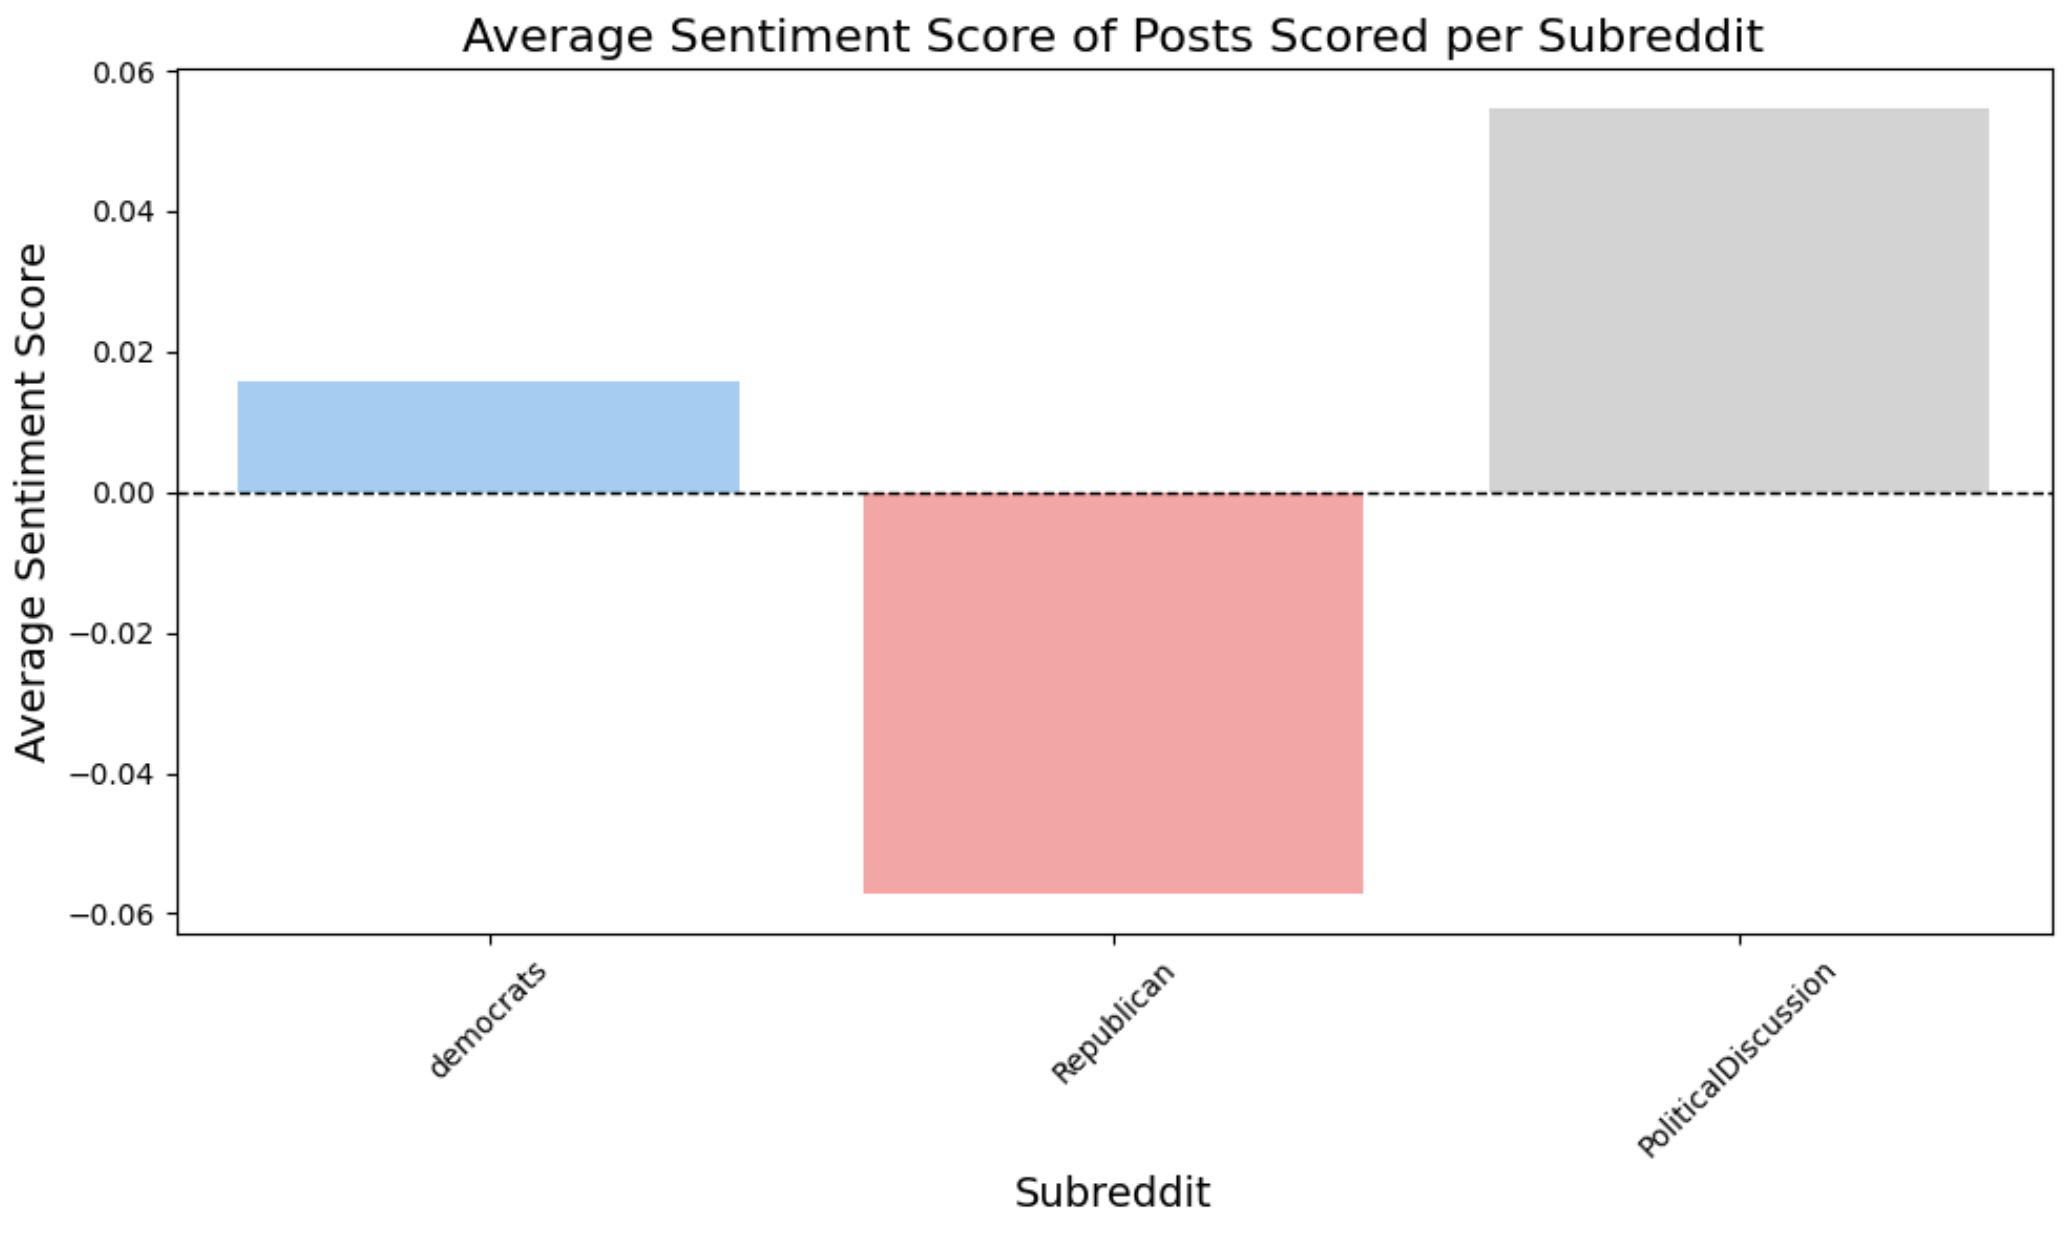 Average Sentiment Score of Posts Scored per Subreddit
Average Sentiment Score
0.06
0.04
0.02
0.00
−0.02
−0.04
−0.06
democrats
Republican
PoliticalDiscussion
Subreddit